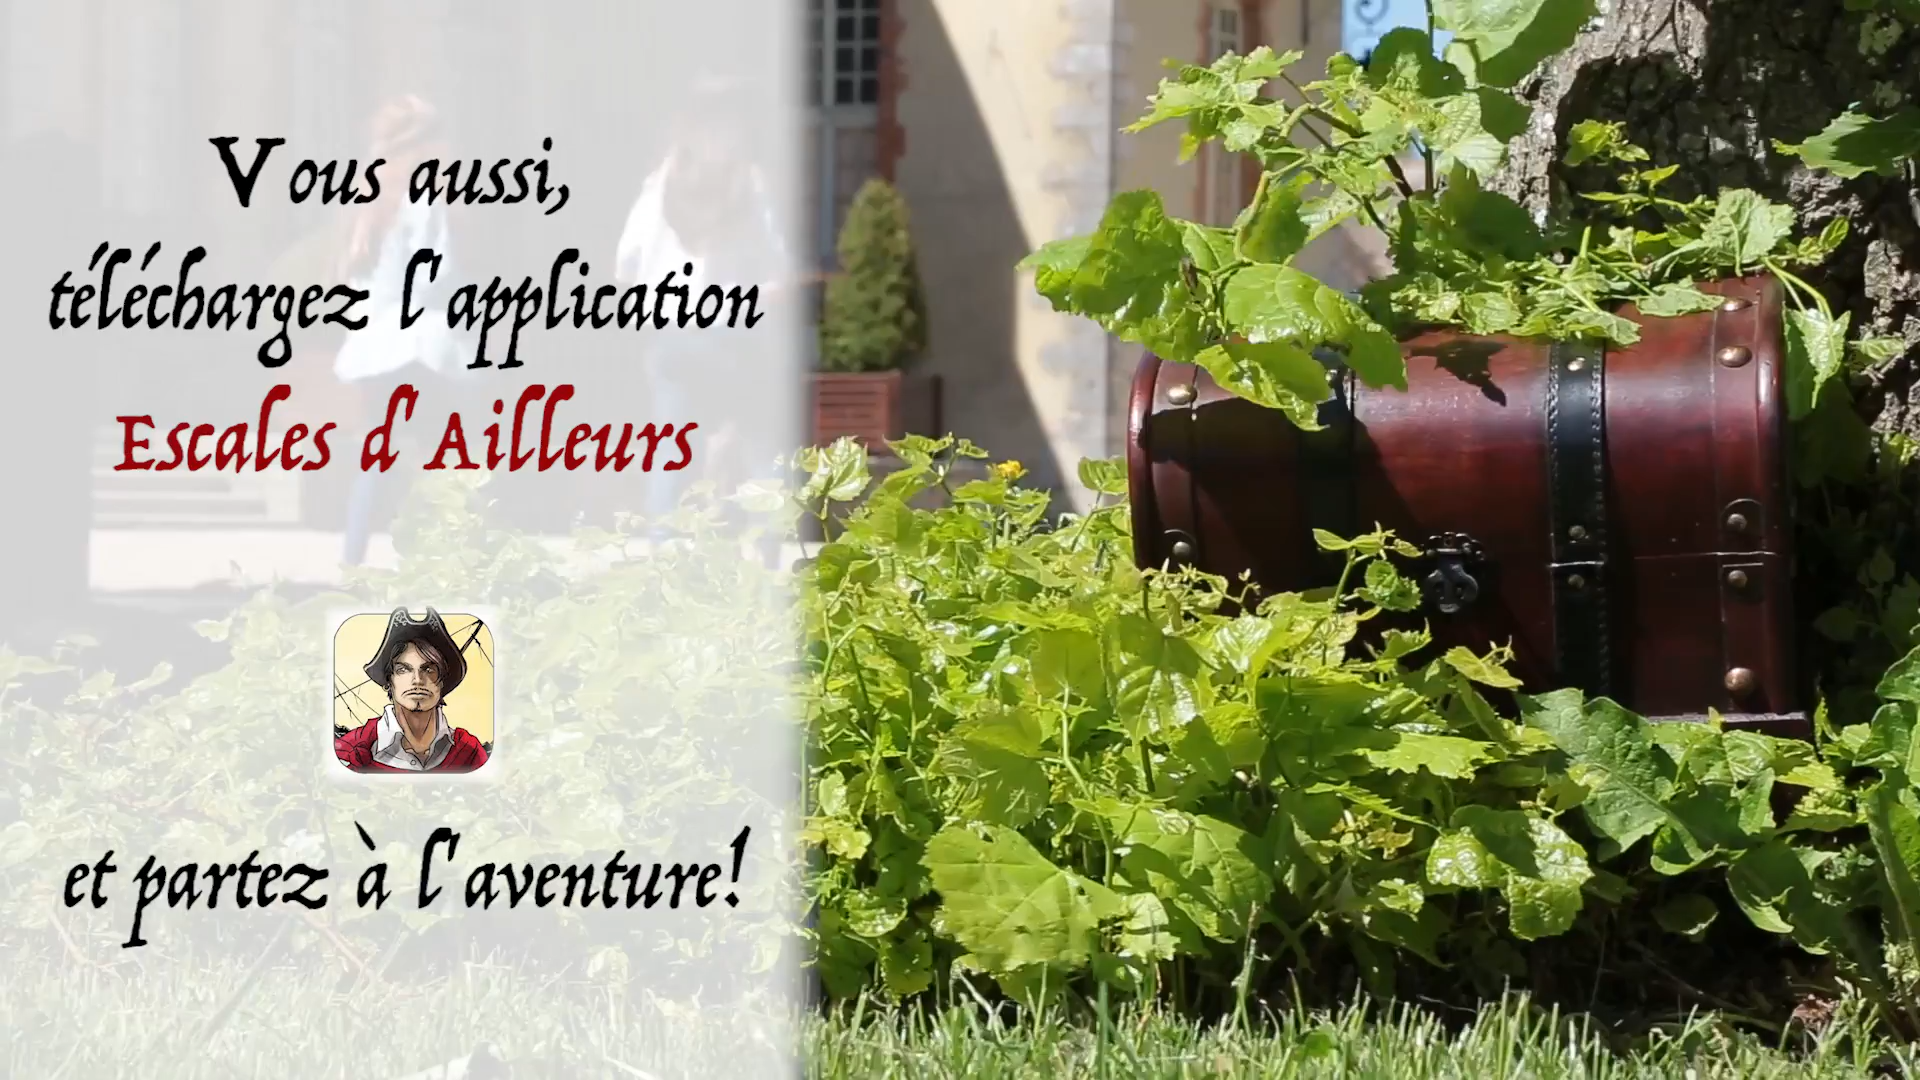 Vous aussi,
téléchargez l'application
Escales d'Ailleurs
et partez à l'aventure!